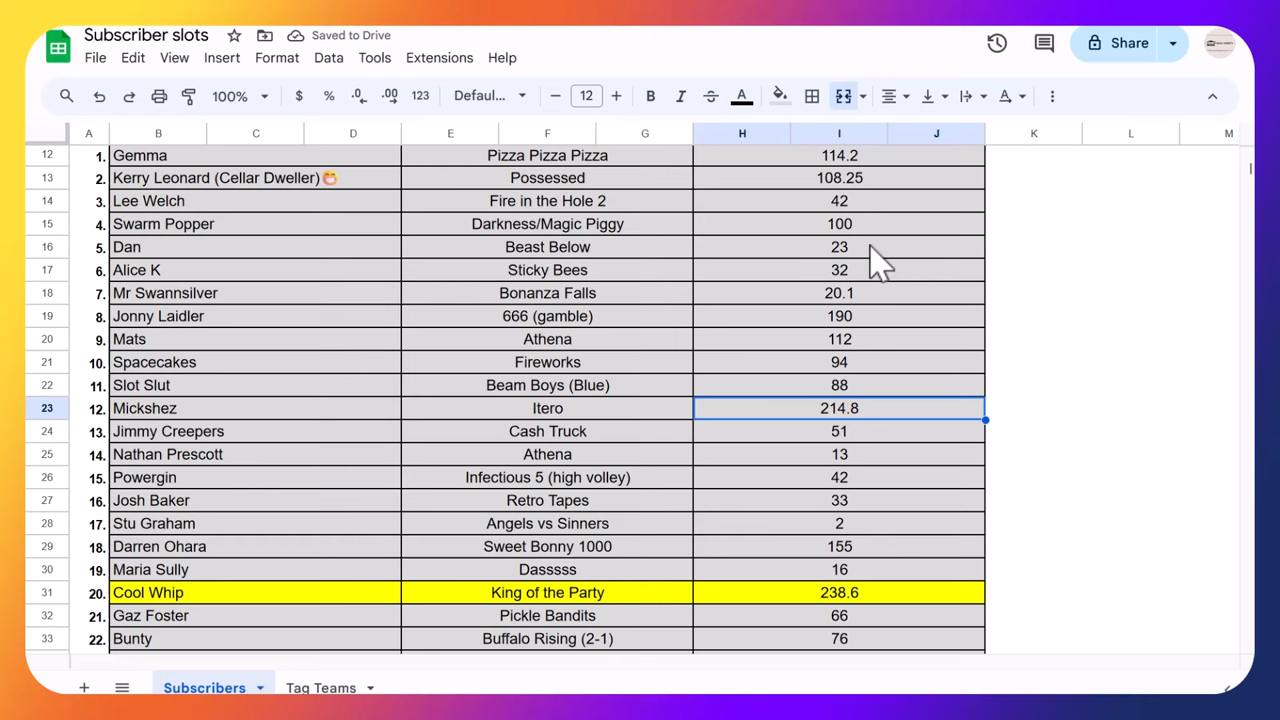 Subscriber slots
Saved to Drive
File Edit View Insert Format Data Tools Extensions Help
Share
100% $ % .0 .00 123 Defaul... 12 B I A
A B C D E F G H I J K L M
12 1. Gemma Pizza Pizza Pizza 114.2
13 2. Kerry Leonard (Cellar Dweller)😷 Possessed 108.25
14 3. Lee Welch Fire in the Hole 2 42
15 4. Swarm Popper Darkness/Magic Piggy 100
16 5. Dan Beast Below 23
17 6. Alice K Sticky Bees 32
18 7. Mr Swannsilver Bonanza Falls 20.1
19 8. Jonny Laidler 666 (gamble) 190
20 9. Mats Athena 112
21 10. Spacecakes Fireworks 94
22 11. Slot Slut Beam Boys (Blue) 88
23 12. Mickshez Itero 214.8
24 13. Jimmy Creepers Cash Truck 51
25 14. Nathan Prescott Athena 13
26 15. Powergin Infectious 5 (high volley) 42
27 16. Josh Baker Retro Tapes 33
28 17. Stu Graham Angels vs Sinners 2
29 18. Darren Ohara Sweet Bonny 1000 155
30 19. Maria Sully Dasssss 16
31 20. Cool Whip King of the Party 238.6
32 21. Gaz Foster Pickle Bandits 66
33 22. Bunty Buffalo Rising (2-1) 76
Subscribers Tag Teams